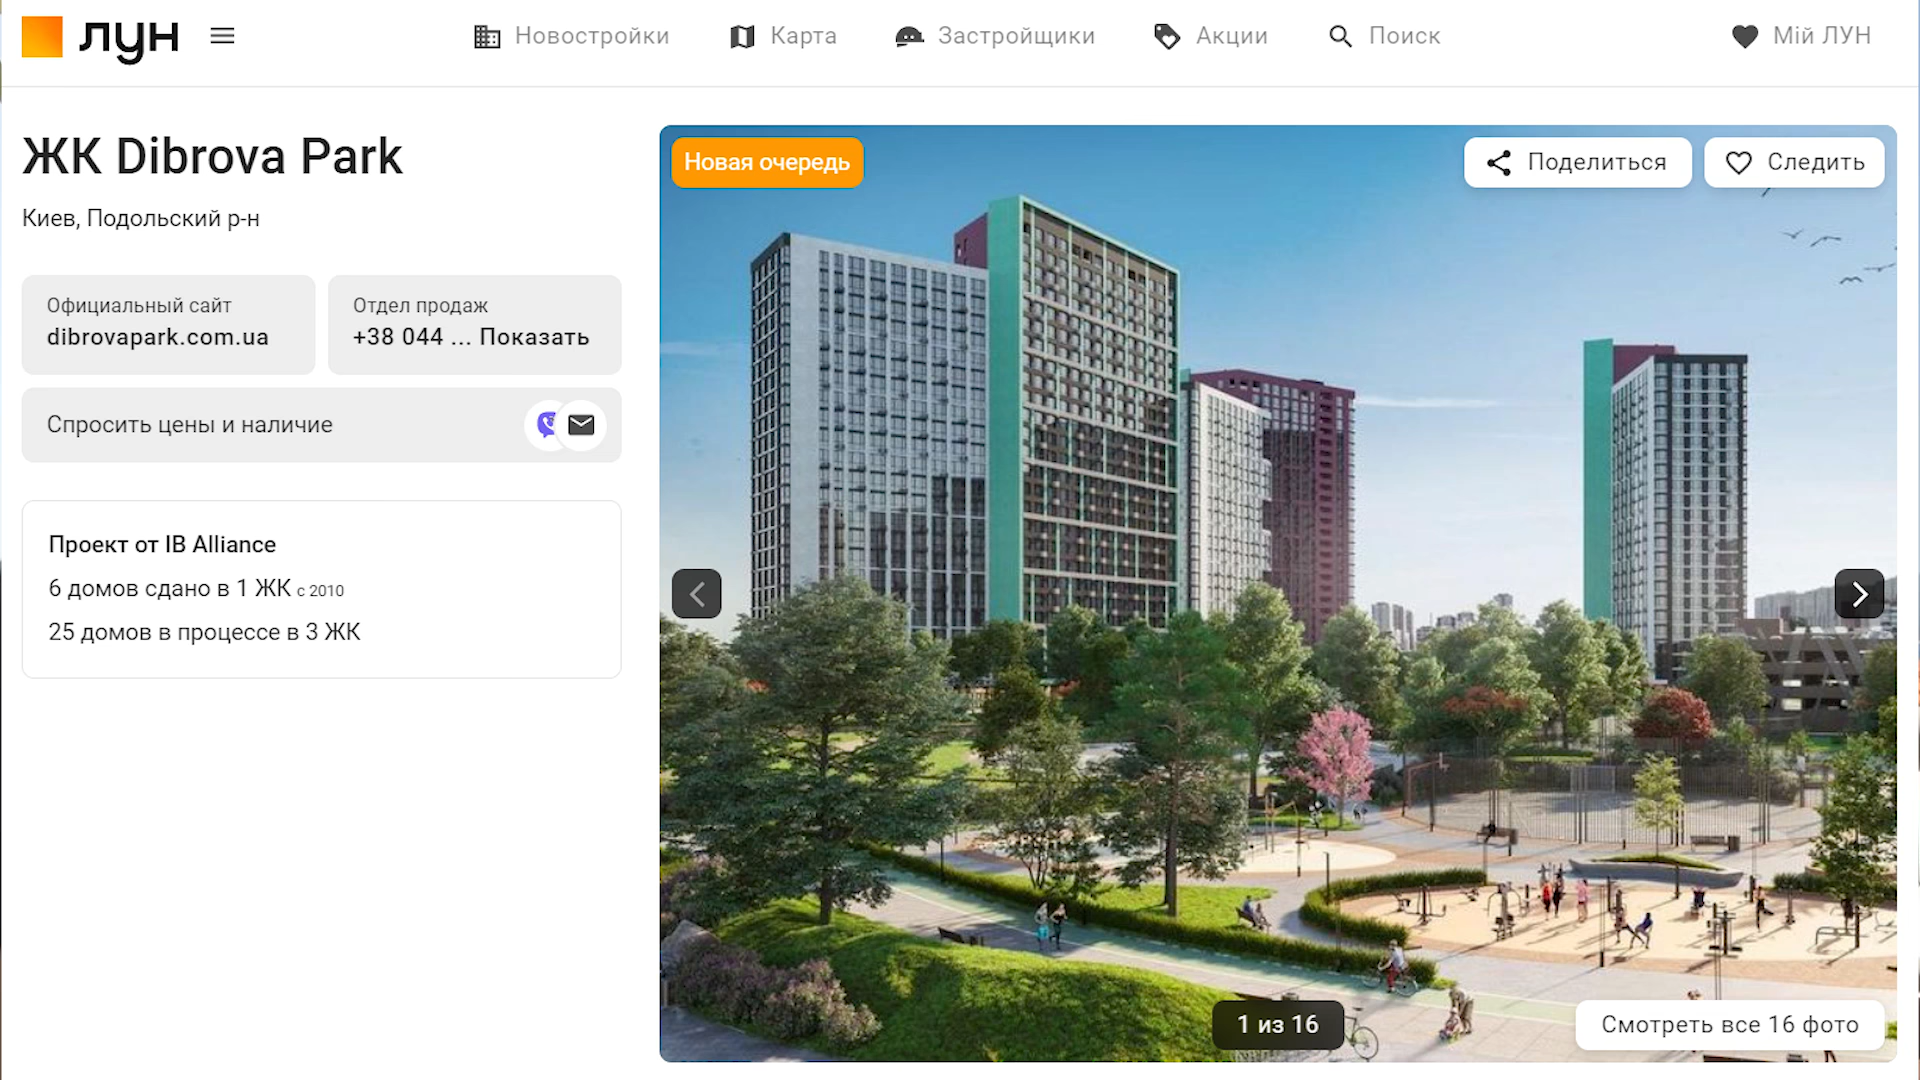 лун
Новостройки
Карта
Застройщики
Акции
Поиск
Мій ЛУН
ЖК Dibrova Park
Киев, Подольский р-н
Официальный сайт
dibrovapark.com.ua
Отдел продаж
+38 044 ... Показать
Спросить цены и наличие
Проект от IB Alliance
6 домов сдано в 1 ЖК с 2010
25 домов в процессе в 3 ЖК
Новая очередь
Поделиться
Следить
1 из 16
Смотреть все 16 фото